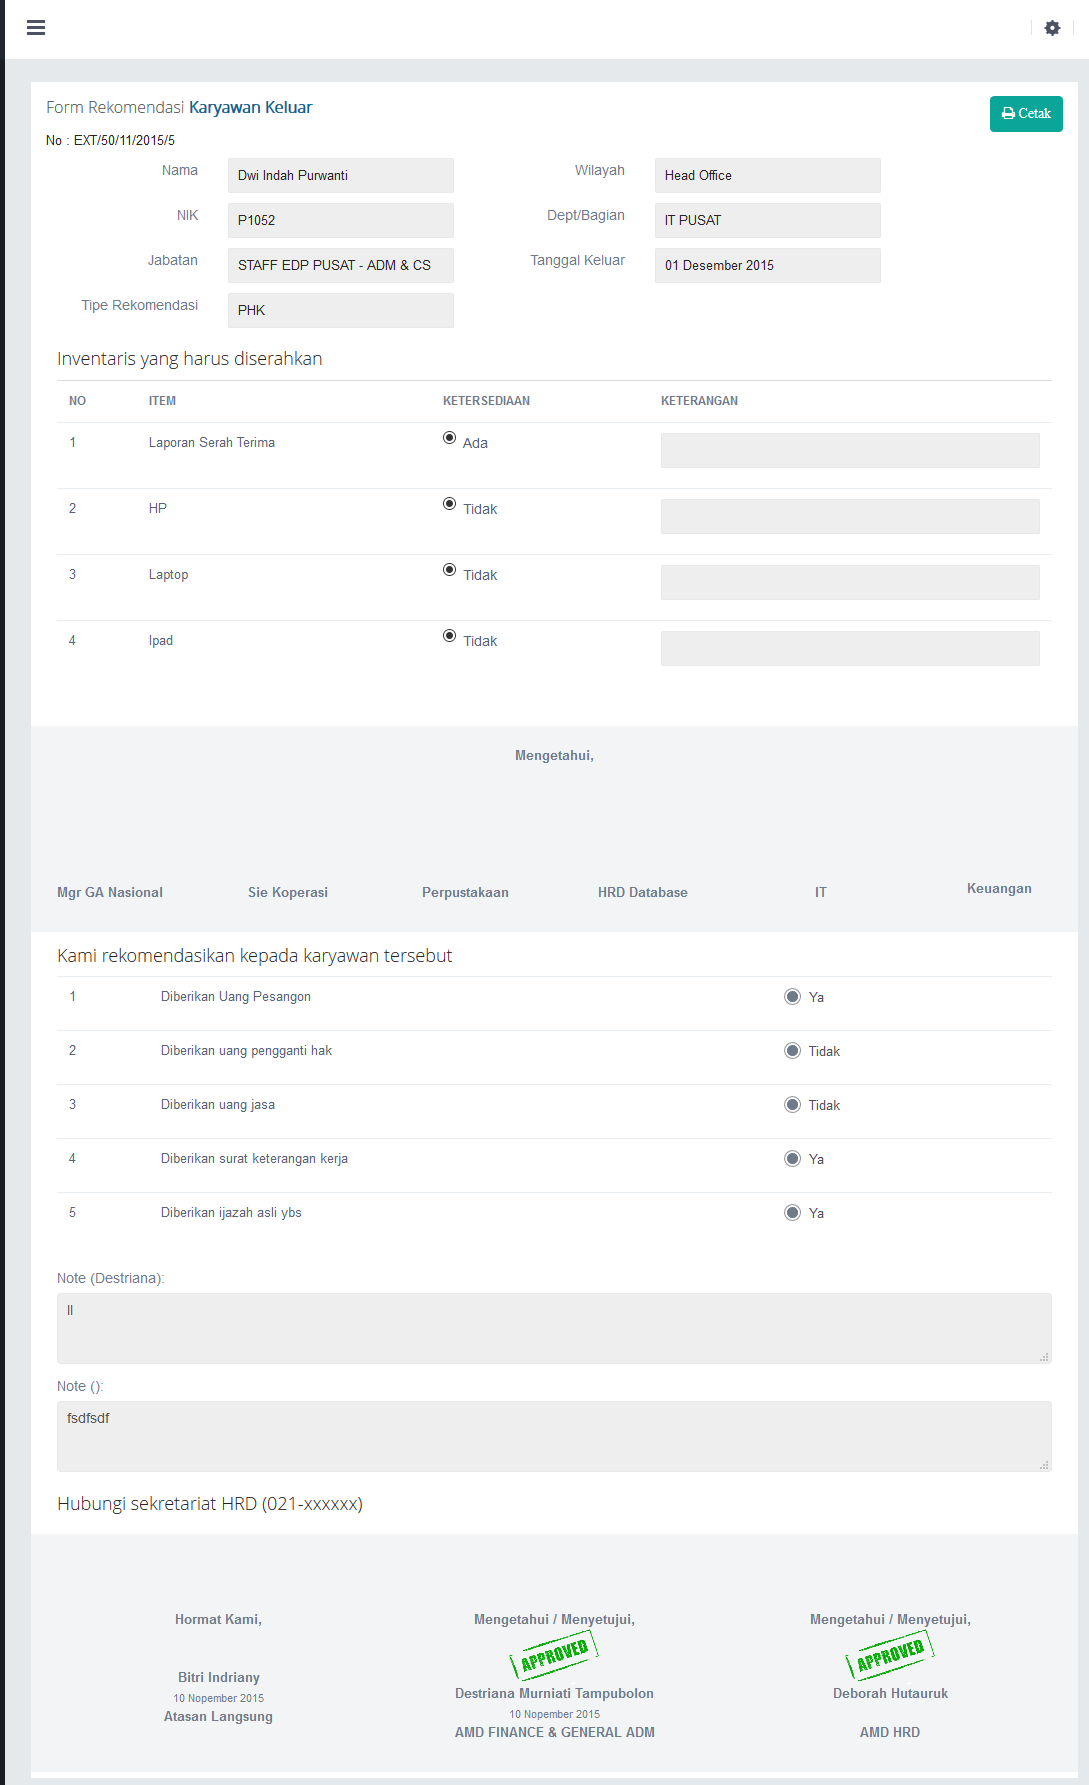 Form Rekomendasi Karyawan Keluar
Cetak
No : EXT/50/11/2015/5
Nama Dwi Indah Purwanti Wilayah Head Office
NIK P1052 Dept/Bagian IT PUSAT
Jabatan STAFF EDP PUSAT - ADM & CS Tanggal Keluar 01 Desember 2015
Tipe Rekomendasi PHK
Inventaris yang harus diserahkan
NO ITEM KETERSEDIAAN KETERANGAN
1 Laporan Serah Terima Ada
2 HP Tidak
3 Laptop Tidak
4 Ipad Tidak
Mengetahui,
Mgr GA Nasional Sie Koperasi Perpustakaan HRD Database IT Keuangan
Kami rekomendasikan kepada karyawan tersebut
1 Diberikan Uang Pesangon Ya
2 Diberikan uang pengganti hak Tidak
3 Diberikan uang jasa Tidak
4 Diberikan surat keterangan kerja Ya
5 Diberikan ijazah asli ybs Ya
Note (Destriana):
ll
Note ():
fsdfsdf
Hubungi sekretariat HRD (021-xxxxxx)
Hormat Kami, Mengetahui / Menyetujui, Mengetahui / Menyetujui,
APPROVED APPROVED
Bitri Indriany Destriana Murniati Tampubolon Deborah Hutauruk
10 Nopember 2015 10 Nopember 2015
Atasan Langsung AMD FINANCE & GENERAL ADM AMD HRD